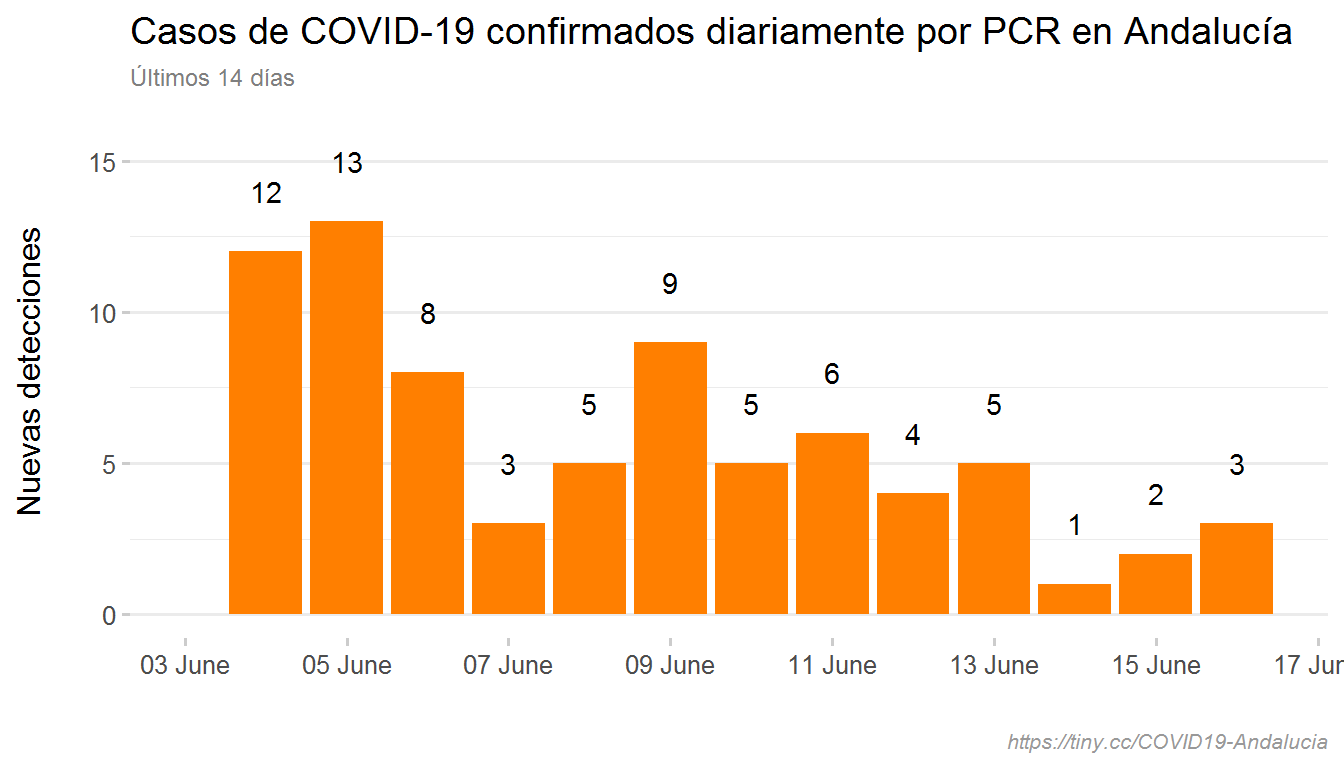 Casos de COVID-19 confirmados diariamente por PCR en Andalucía
Últimos 14 días
Nuevas detecciones
15
10
5
0
12
13
8
3
5
9
5
6
4
5
1
2
3
03 June
05 June
07 June
09 June
11 June
13 June
15 June
17 Jun
https://tiny.cc/COVID19-Andalucia